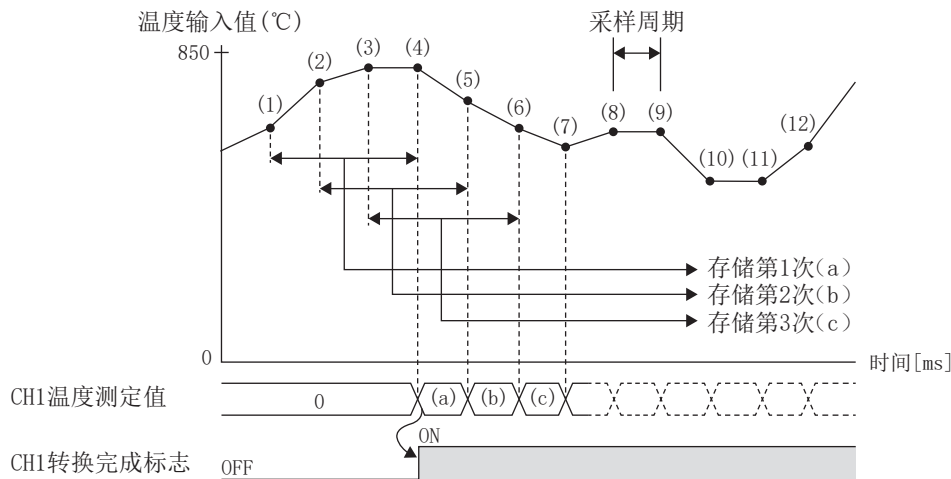 温度输入值(℃)
采样周期
850
(1)
(2)
(3)
(4)
(5)
(6)
(7)
(8)
(9)
(10)
(11)
(12)
存储第1次(a)
存储第2次(b)
存储第3次(c)
0
时间[ms]
CH1温度测定值
0
(a)
(b)
(c)
ON
CH1转换完成标志
OFF